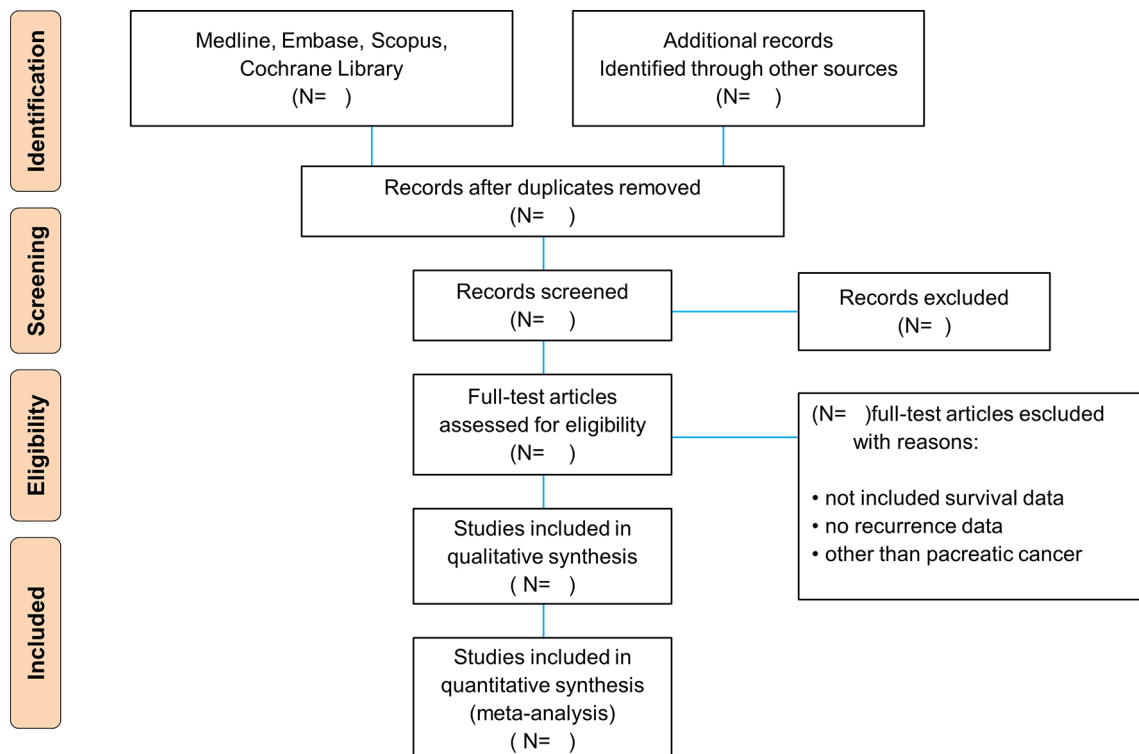 Identification
Medline, Embase, Scopus,
Cochrane Library
(N=   )
Additional records
Identified through other sources
(N=    )
Records after duplicates removed
(N=    )
Screening
Records screened
(N=    )
Records excluded
(N=  )
Eligibility
Full-test articles
assessed for eligibility
(N=    )
(N=   )full-test articles escluded
with reasons:
• not included survival data
• no recurrence data
• other than pacreatic cancer
Included
Studies included in
qualitative synthesis
( N=   )
Studies included in
quantitative synthesis
(meta-analysis)
( N=   )